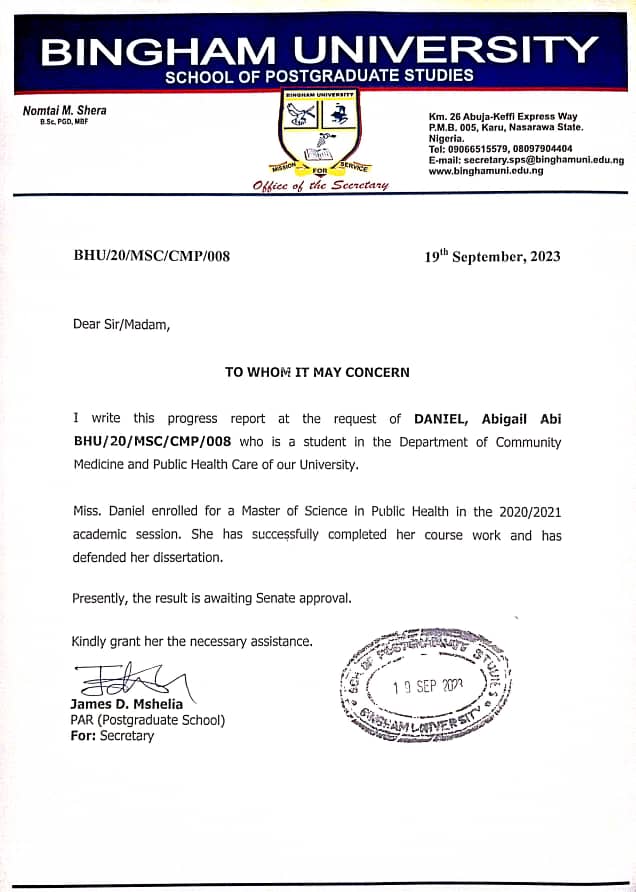 BINGHAM UNIVERSITY
SCHOOL OF POSTGRADUATE STUDIES
Nomtai M. Shera
B.Sc, PGD, MBF
BINGHAM UNIVERSITY
MISSION FOR SERVICE
Office of the Secretary
Km. 26 Abuja-Keffi Express Way
P.M.B. 005, Karu, Nasarawa State.
Nigeria.
Tel: 09066515579, 08097904404
E-mail: secretary.sps@binghamuni.edu.ng
www.binghamuni.edu.ng
BHU/20/MSC/CMP/008
19th September, 2023
Dear Sir/Madam,
TO WHOM IT MAY CONCERN
I write this progress report at the request of DANIEL, Abigail Abi
BHU/20/MSC/CMP/008 who is a student in the Department of Community
Medicine and Public Health Care of our University.
Miss. Daniel enrolled for a Master of Science in Public Health in the 2020/2021
academic session. She has successfully completed her course work and has
defended her dissertation.
Presently, the result is awaiting Senate approval.
Kindly grant her the necessary assistance.
James D. Mshelia
PAR (Postgraduate School)
For: Secretary
SCH OF POSTGRADUATE STUDIES
19 SEP 2023
BINGHAM UNIVERSITY